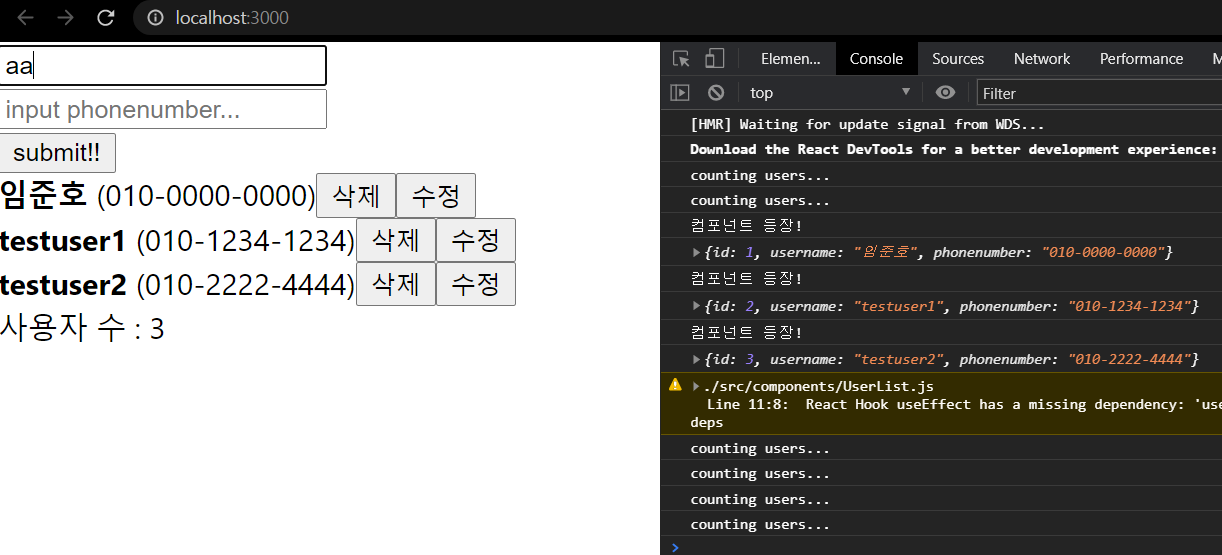 localhost:3000
aa
input phonenumber...
submit!!
임준호 (010-0000-0000) 삭제 수정
testuser1 (010-1234-1234) 삭제 수정
testuser2 (010-2222-4444) 삭제 수정
사용자 수 : 3
Elemen... Console Sources Network Performance M
top Filter
[HMR] Waiting for update signal from WDS...
Download the React DevTools for a better development experience:
counting users...
counting users...
컴포넌트 등장!
{id: 1, username: "임준호", phonenumber: "010-0000-0000"}
컴포넌트 등장!
{id: 2, username: "testuser1", phonenumber: "010-1234-1234"}
컴포넌트 등장!
{id: 3, username: "testuser2", phonenumber: "010-2222-4444"}
./src/components/UserList.js
Line 11:8: React Hook useEffect has a missing dependency: 'use
deps
counting users...
counting users...
counting users...
counting users...